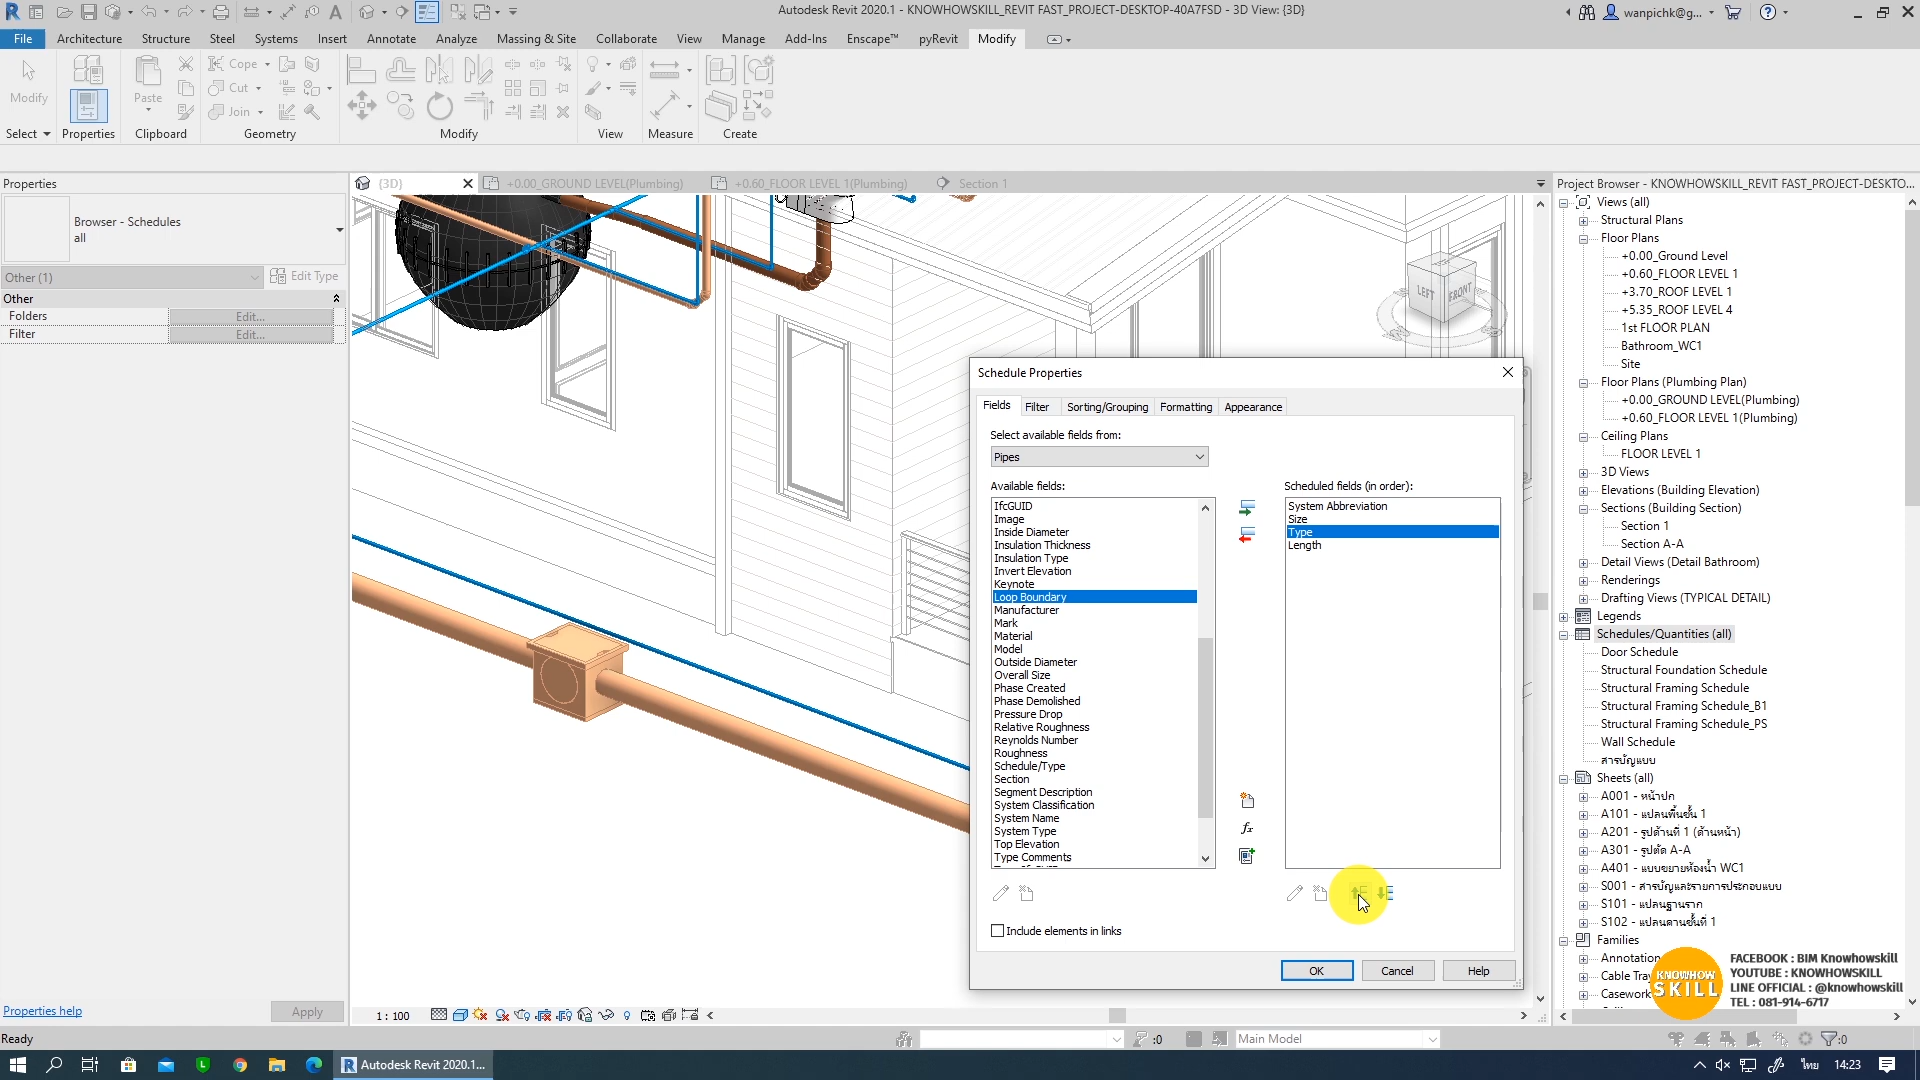 Autodesk Revit 2020.1 - KNOWHOWSKILL_REVIT FAST_PROJECT-DESKTOP-40A7FSD - 3D View: {3D}
wanpichk@g...
File Architecture Structure Steel Systems Insert Annotate Analyze Massing & Site Collaborate View Manage Add-Ins Enscape™ pyRevit Modify
Modify
Paste
Cope
Cut
Join
Select Properties Clipboard Geometry Modify View Measure Create
Properties
Browser - Schedules
all
Other (1)
Edit Type
Other
Folders Edit...
Filter Edit...
Properties help
Apply
{3D}
+0.00_GROUND LEVEL(Plumbing)
+0.60_FLOOR LEVEL 1(Plumbing)
Section 1
LEFT FRONT
1 : 100
Schedule Properties
Fields Filter Sorting/Grouping Formatting Appearance
Select available fields from:
Pipes
Available fields:
IfcGUID
Image
Inside Diameter
Insulation Thickness
Insulation Type
Invert Elevation
Keynote
Loop Boundary
Manufacturer
Mark
Material
Model
Outside Diameter
Overall Size
Phase Created
Phase Demolished
Pressure Drop
Relative Roughness
Reynolds Number
Roughness
Schedule/Type
Section
Segment Description
System Classification
System Name
System Type
Top Elevation
Type Comments
Scheduled fields (in order):
System Abbreviation
Size
Type
Length
fx
Include elements in links
OK Cancel Help
Project Browser - KNOWHOWSKILL_REVIT FAST_PROJECT-DESKTO...
Views (all)
Structural Plans
Floor Plans
+0.00_Ground Level
+0.60_FLOOR LEVEL 1
+3.70_ROOF LEVEL 1
+5.35_ROOF LEVEL 4
1st FLOOR PLAN
Bathroom_WC1
Site
Floor Plans (Plumbing Plan)
+0.00_GROUND LEVEL(Plumbing)
+0.60_FLOOR LEVEL 1(Plumbing)
Ceiling Plans
FLOOR LEVEL 1
3D Views
Elevations (Building Elevation)
Sections (Building Section)
Section 1
Section A-A
Detail Views (Detail Bathroom)
Renderings
Drafting Views (TYPICAL DETAIL)
Legends
Schedules/Quantities (all)
Door Schedule
Structural Foundation Schedule
Structural Framing Schedule
Structural Framing Schedule_B1
Structural Framing Schedule_PS
Wall Schedule
สารบัญแบบ
Sheets (all)
A001 - หน้าปก
A101 - แปลนพื้นชั้น 1
A201 - รูปด้านที่ 1 (ด้านหน้า)
A301 - รูปตัด A-A
A401 - แบบขยายห้องน้ำ WC1
S001 - สารบัญและรายการประกอบแบบ
S101 - แปลนฐานราก
S102 - แปลนคานชั้นที่ 1
Families
Annotation
Cable Tra
Casework
KNOWHOW
SKILL
FACEBOOK : BIM Knowhowskill
YOUTUBE : KNOWHOWSKILL
LINE OFFICIAL : @knowhowskill
TEL : 081-914-6717
Ready
:0
Main Model
:0
Autodesk Revit 2020.1...
ไทย
14:23